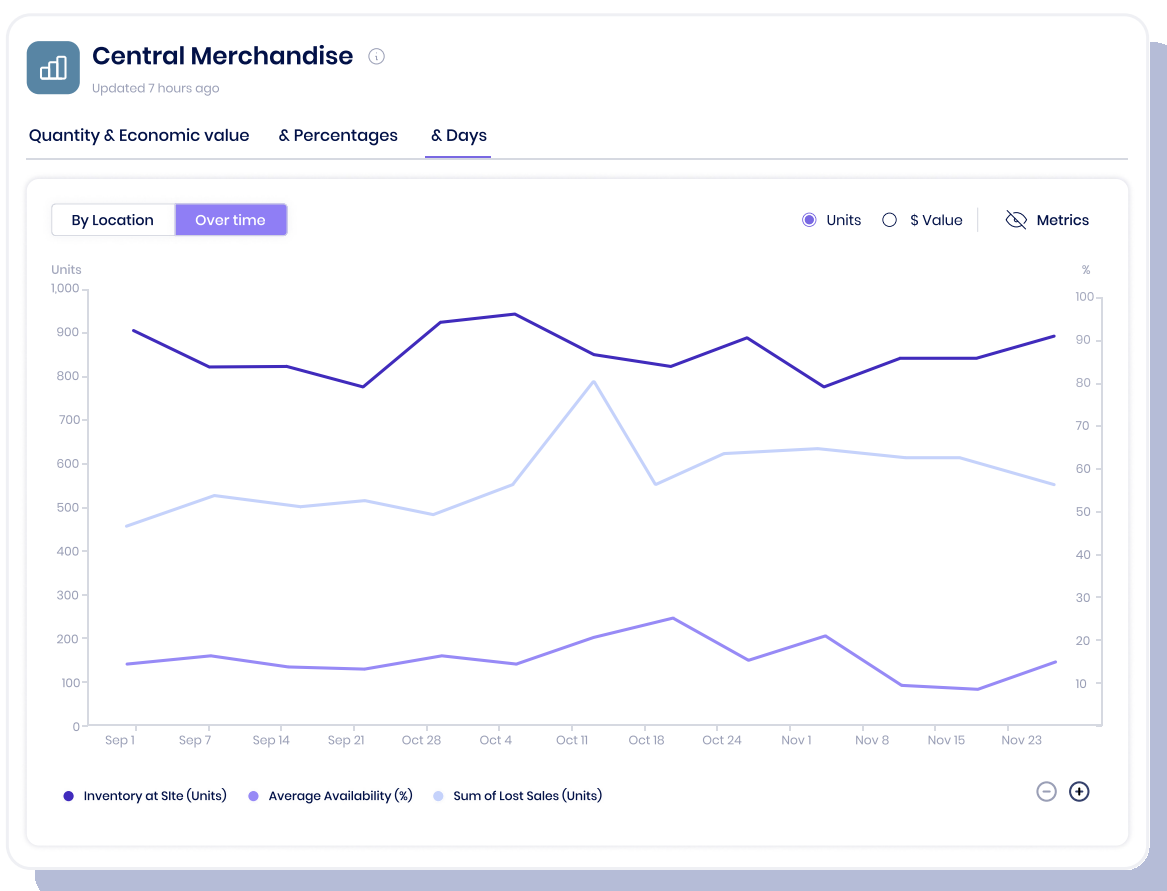 Central Merchandise
Updated 7 hours ago
Quantity & Economic value & Percentages & Days
By Location Over time Units $ Value Metrics
Units %
1,000 100
900 90
800 80
700 70
600 60
500 50
400 40
300 30
200 20
100 10
0
Sep 1 Sep 7 Sep 14 Sep 21 Oct 28 Oct 4 Oct 11 Oct 18 Oct 24 Nov 1 Nov 8 Nov 15 Nov 23
Inventory at SIte (Units) Average Availability (%) Sum of Lost Sales (Units)